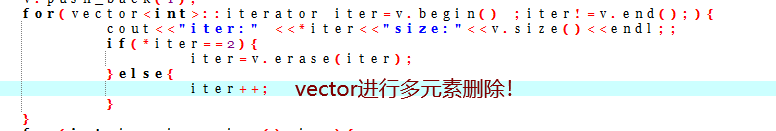 v.push_back(1);
for(vector<int>::iterator iter=v.begin() ;iter!=v.end();){
cout<<"iter:" <<*iter<<"size:"<<v.size()<<endl;;
if(*iter==2){
iter=v.erase(iter);
}else{
iter++; vector进行多元素删除!
}
}